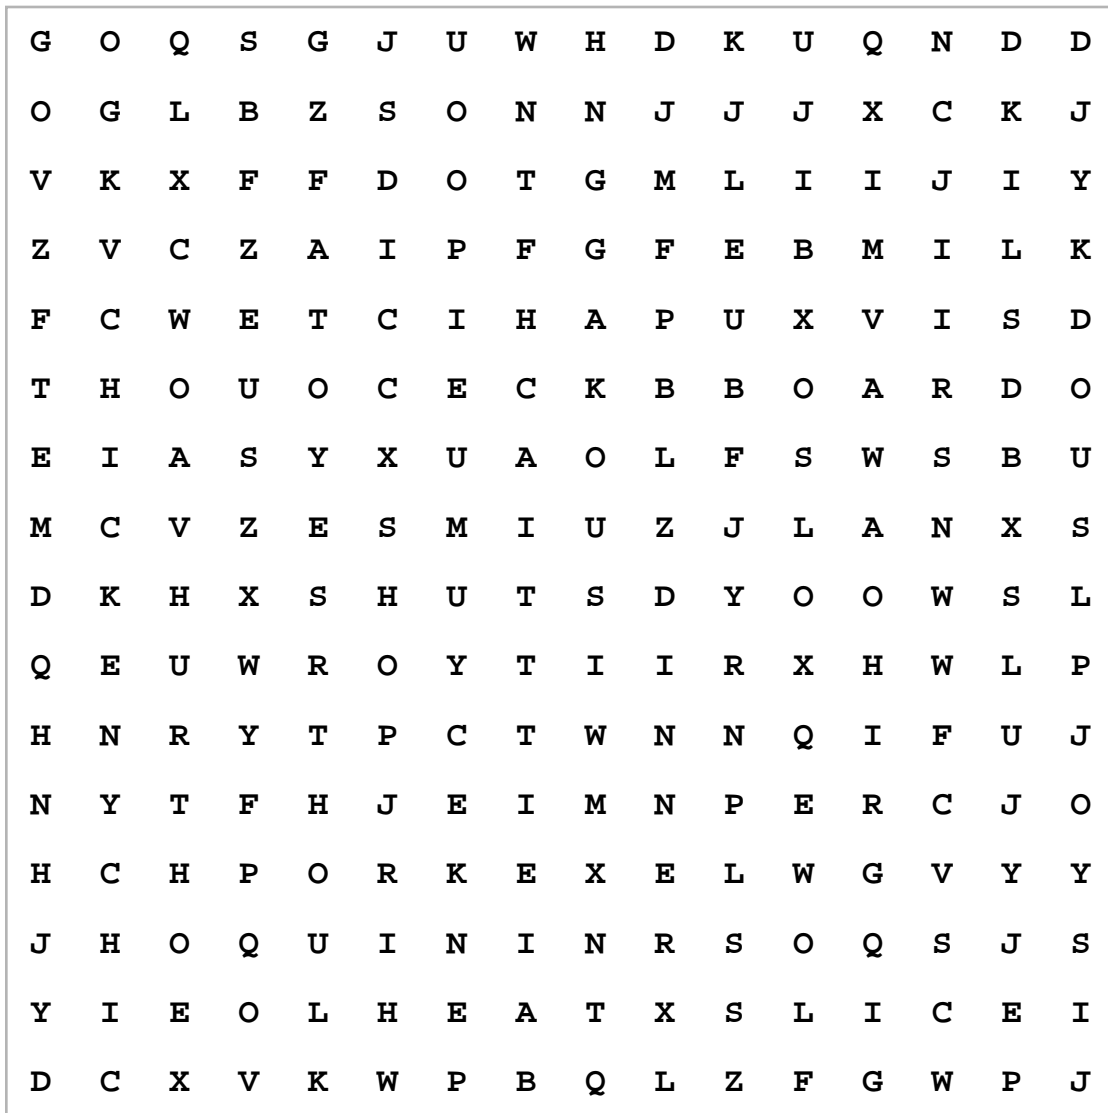 G O Q S G J U W H D K U Q N D D
O G L B Z S O N N J J J X C K J
V K X F F D O T G M L I I J I Y
Z V C Z A I P F G F E B M I L K
F C W E T C I H A P U X V I S D
T H O U O C E C K B B O A R D O
E I A S Y X U A O L F S W S B U
M C V Z E S M I U Z J L A N X S
D K H X S H U T S D Y O O W S L
Q E U W R O Y T I I R X H W L P
H N R Y T P C T W N N Q I F U J
N Y T F H J E I M N P E R C J O
H C H P O R K E X E L W G V Y Y
J H O Q U I N I N R S O Q S J S
Y I E O L H E A T X S L I C E I
D C X V K W P B Q L Z F G W P J